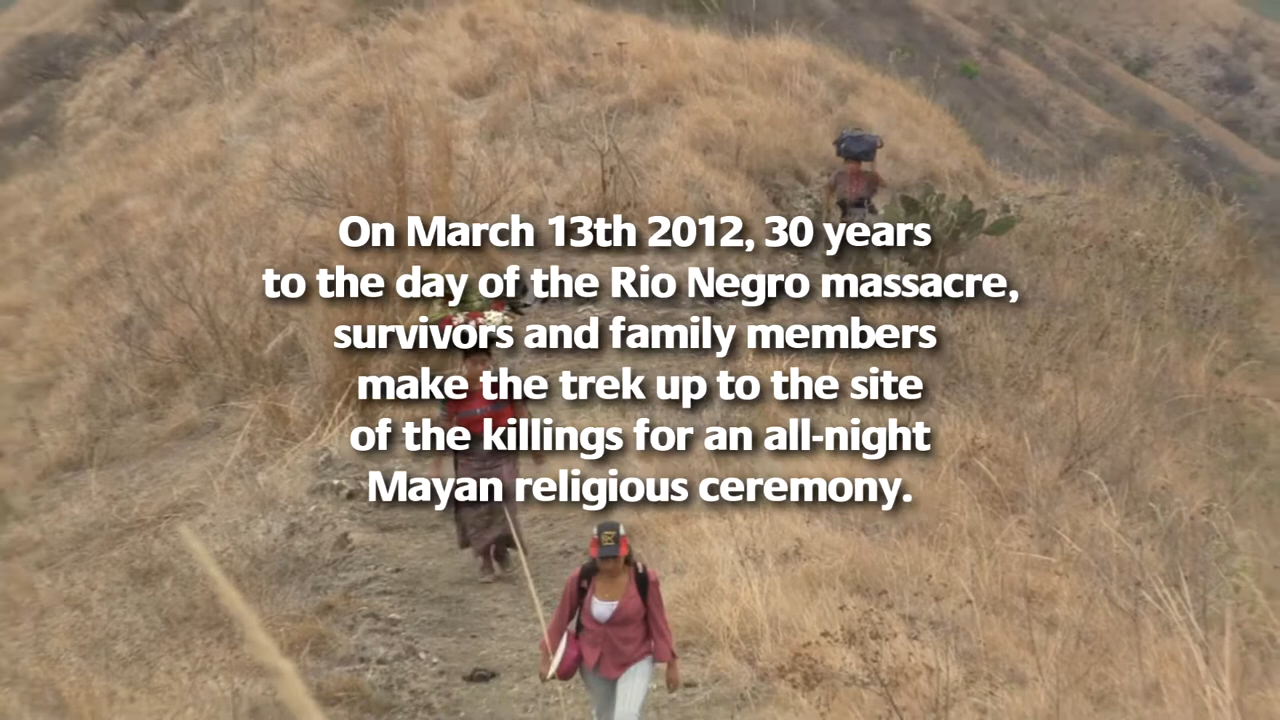 On March 13th 2012, 30 years
to the day of the Rio Negro massacre,
survivors and family members
make the trek up to the site
of the killings for an all-night
Mayan religious ceremony.